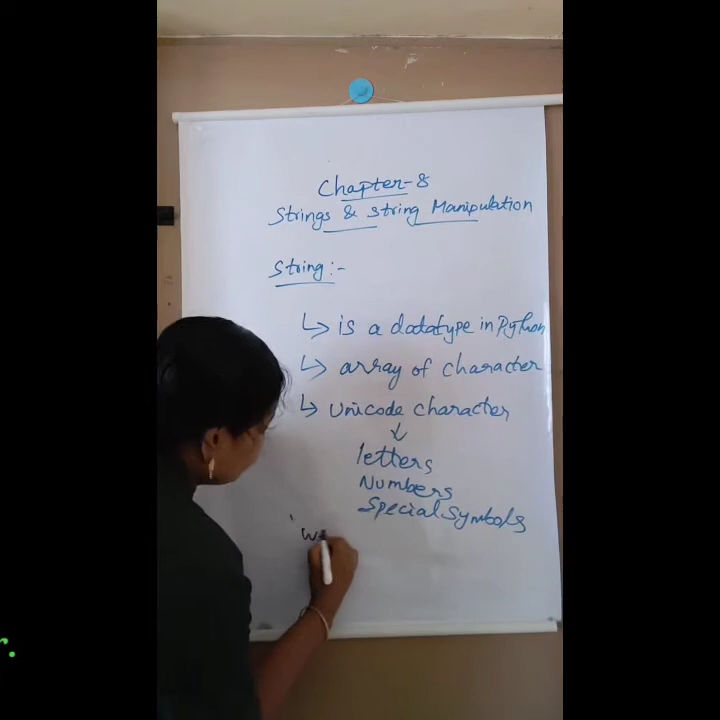 Chapter-8
Strings & string Manipulation
String:-
↳ is a datatype in Python
↳ array of character
↳ Unicode character
↓
letters
Numbers
Special Symbols
'